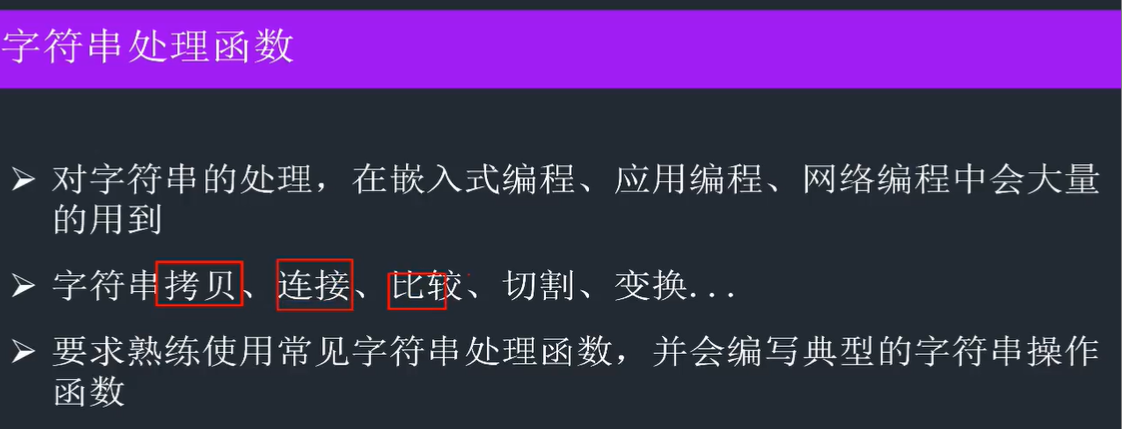 字符串处理函数
➢ 对字符串的处理，在嵌入式编程、应用编程、网络编程中会大量
的用到
➢ 字符串拷贝、连接、比较、切割、变换...
➢ 要求熟练使用常见字符串处理函数，并会编写典型的字符串操作
函数